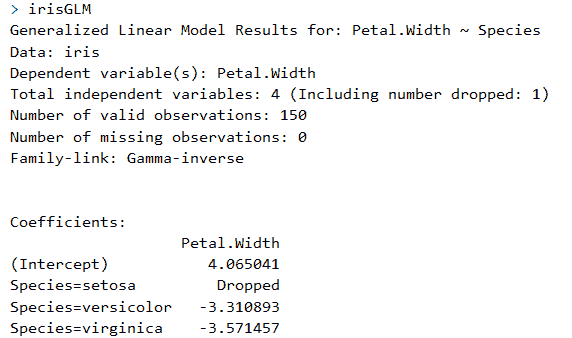 > irisGLM
Generalized Linear Model Results for: Petal.Width ~ Species
Data: iris
Dependent variable(s): Petal.Width
Total independent variables: 4 (Including number dropped: 1)
Number of valid observations: 150
Number of missing observations: 0
Family-link: Gamma-inverse
Coefficients:
Petal.Width
(Intercept) 4.065041
Species=setosa Dropped
Species=versicolor -3.310893
Species=virginica -3.571457